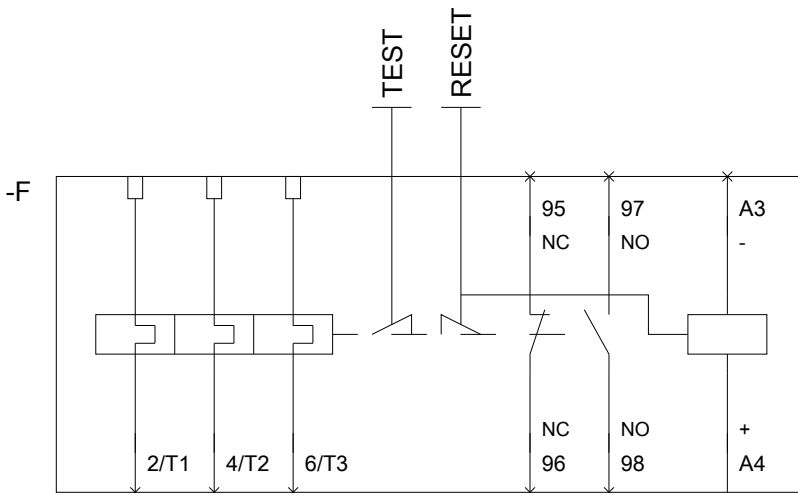 TEST
RESET
-F
95
97
A3
NC
NO
-
NC
NO
+
2/T1
4/T2
6/T3
96
98
A4